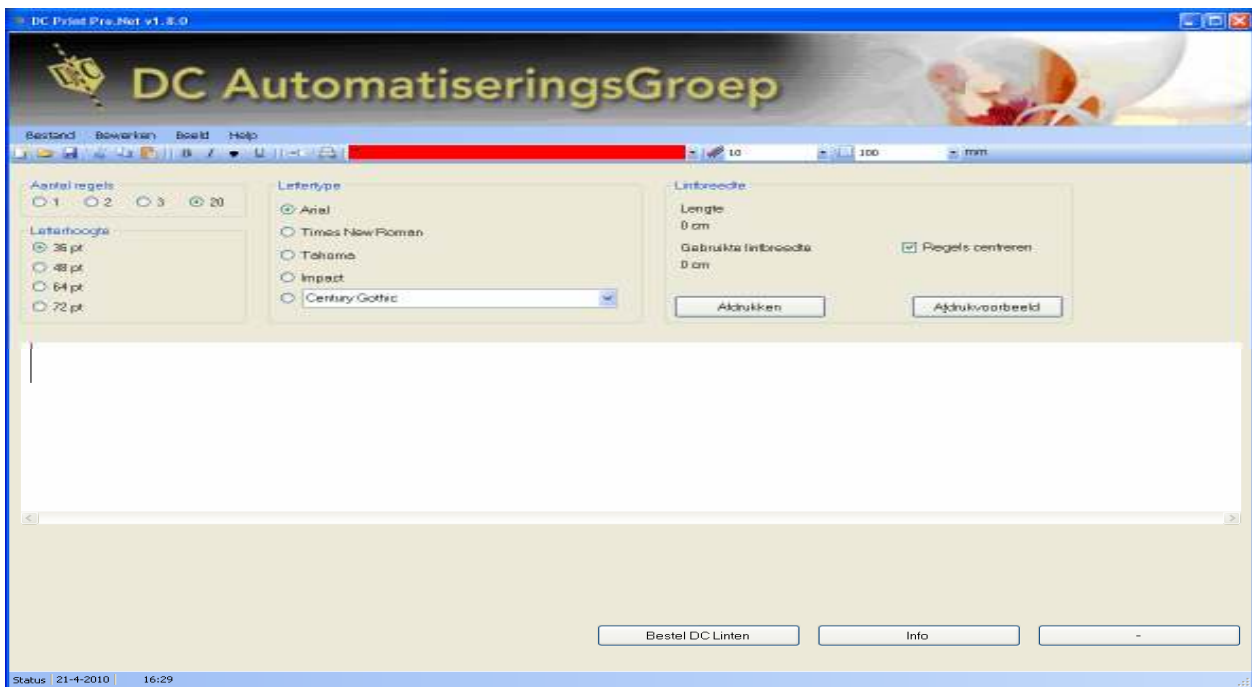 DC Print Pro.Net v1.8.0
DC AutomatiseringsGroep
Bestand Bewerken Beeld Help
B I U 10 100 mm
Aantal regels
1 2 3 20
Letterhoogte
36 pt
48 pt
64 pt
72 pt
Lettertype
Arial
Times New Roman
Tahoma
Impact
Century Gothic
Lintbreedte
Lengte
0 cm
Gebruikte lintbreedte
0 cm
Regels centreren
Afdrukken Afdrukvoorbeeld
Bestel DC Linten Info -
Status 21-4-2010 16:29